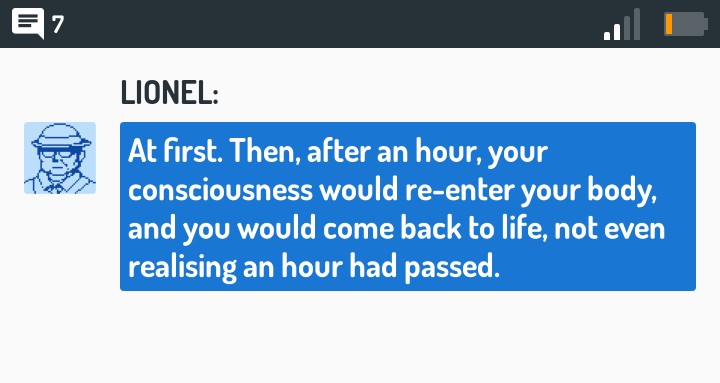 7
LIONEL:
At first. Then, after an hour, your
consciousness would re-enter your body,
and you would come back to life, not even
realising an hour had passed.